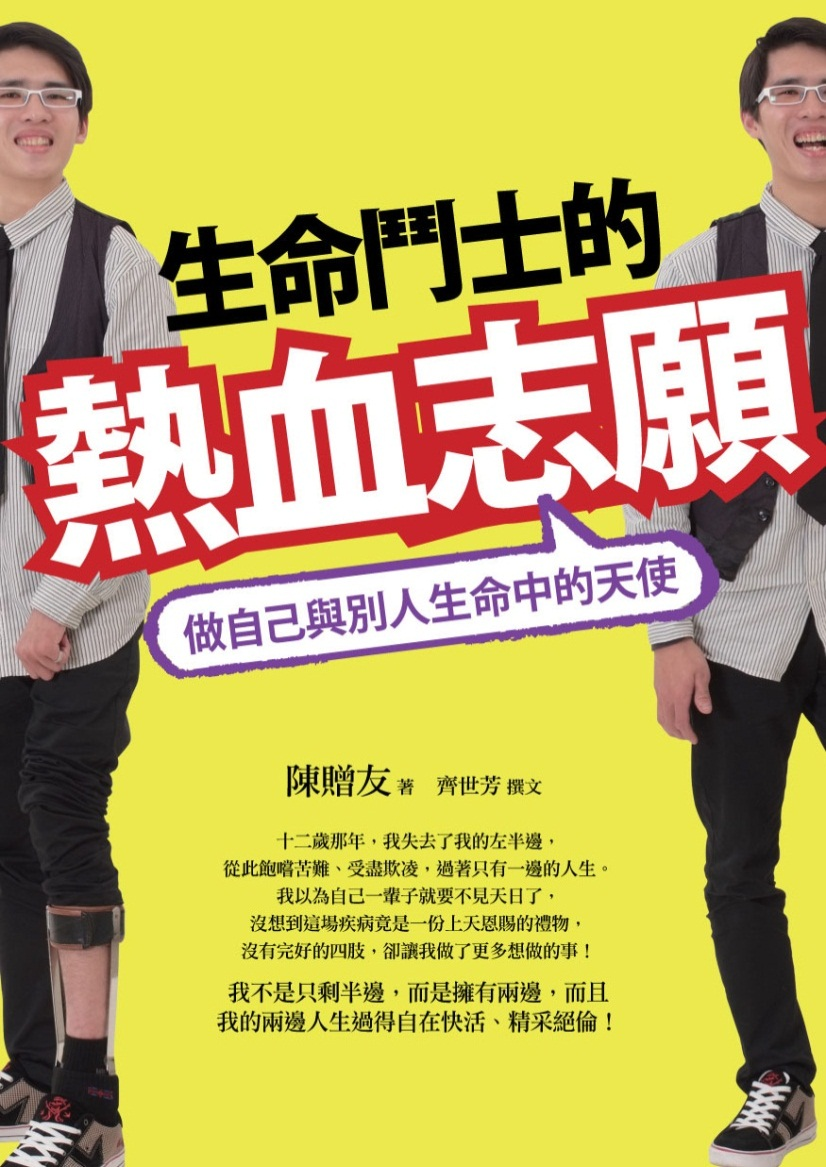 生命鬥士的
熱血志願
做自己與別人生命中的天使
陳贈友 著 齊世芳 撰文
十二歲那年，我失去了我的左半邊，
從此飽嚐苦難、受盡欺凌，過著只有一邊的人生。
我以為自己一輩子就要不見天日了，
沒想到這場疾病竟是一份上天恩賜的禮物，
沒有完好的四肢，卻讓我做了更多想做的事！
我不是只剩半邊，而是擁有兩邊，而且
我的兩邊人生過得自在快活、精采絕倫！